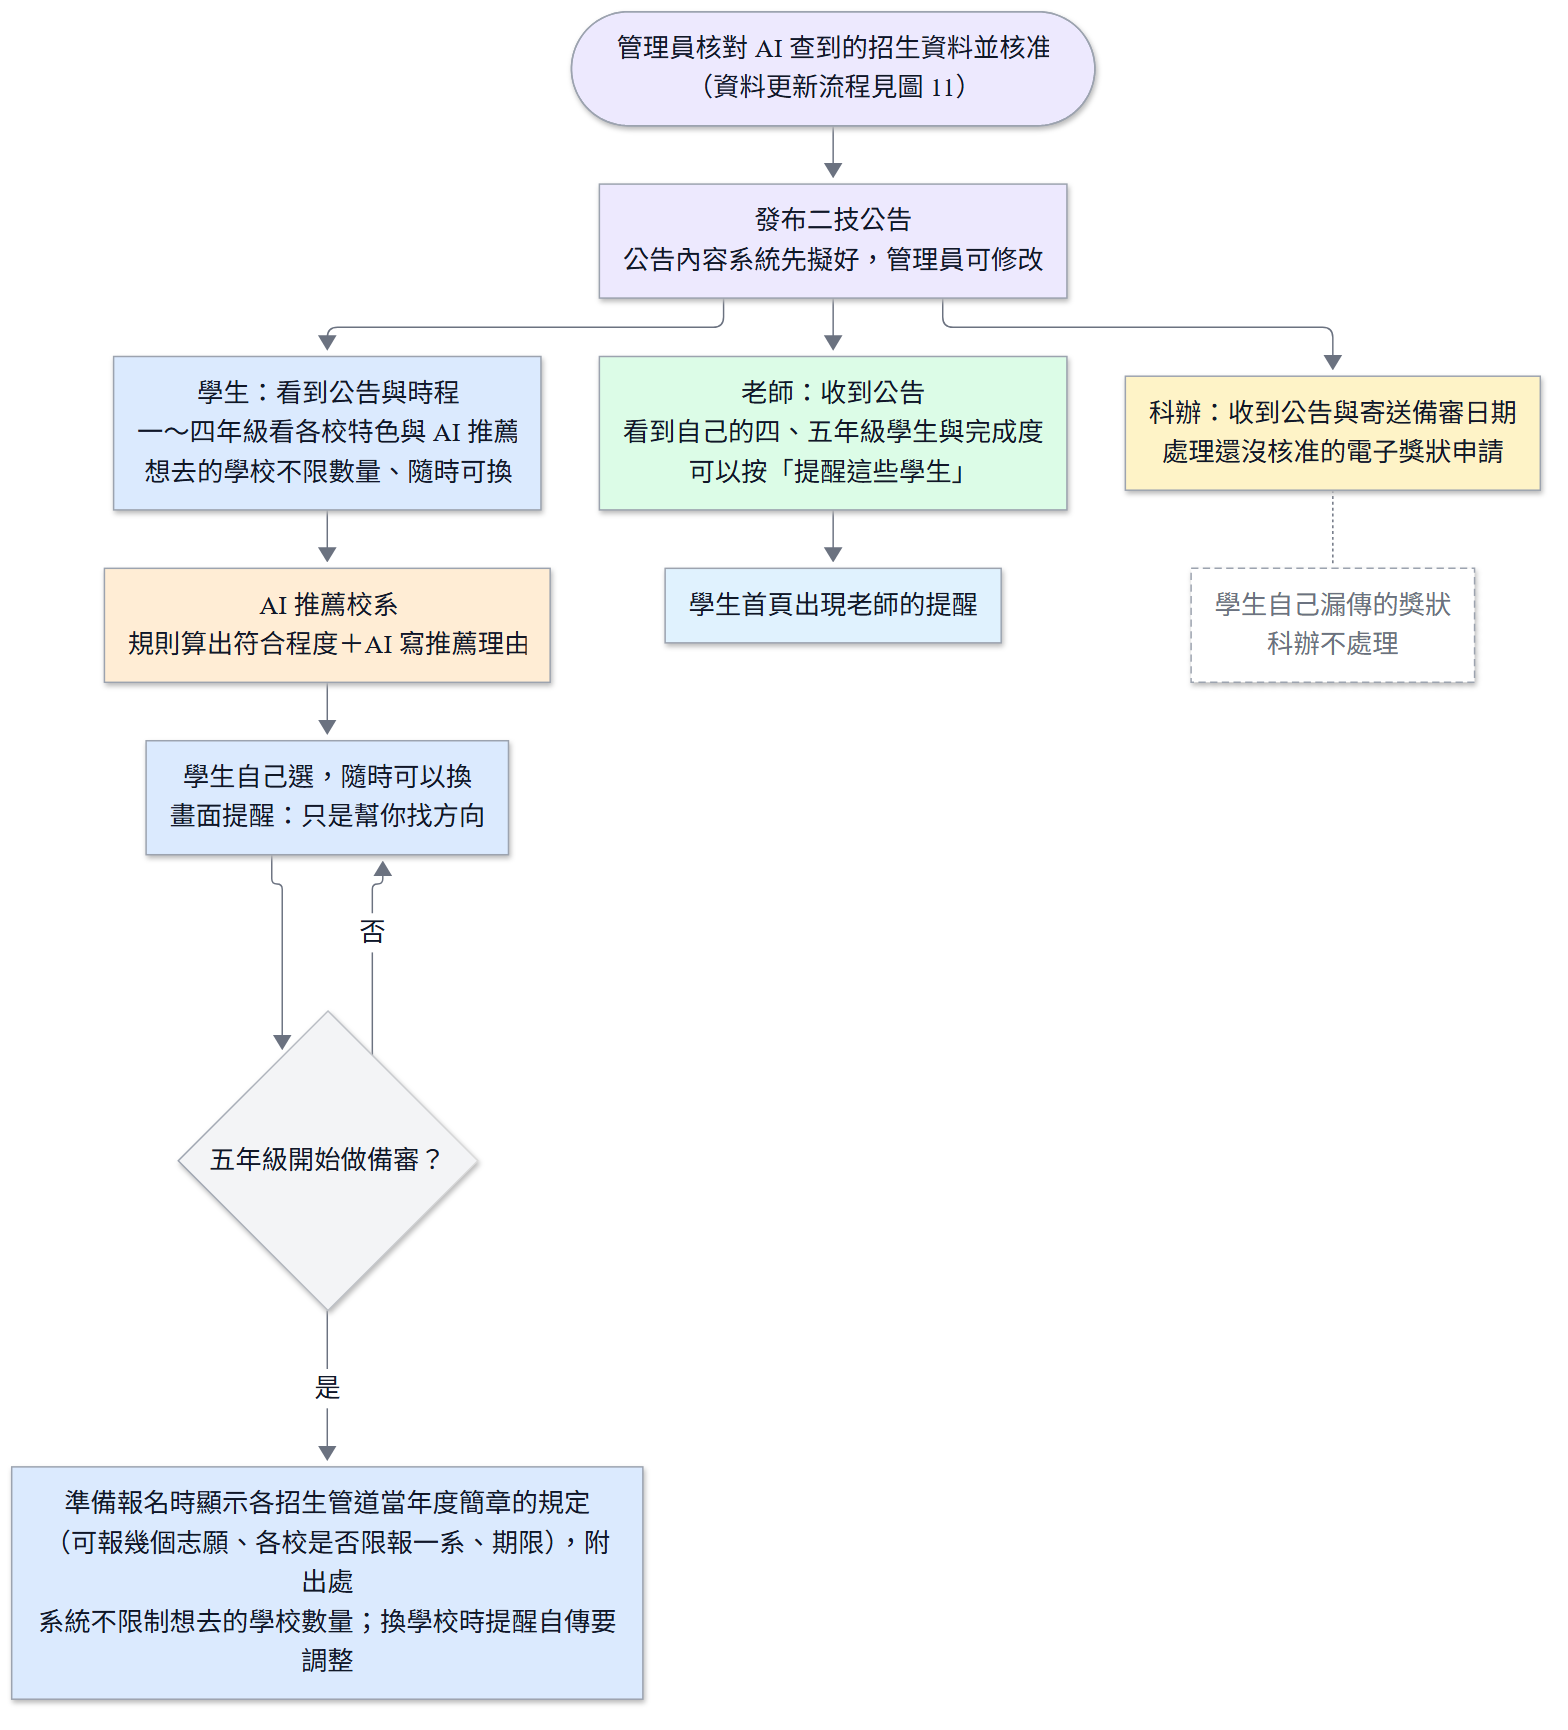 管理員核對 AI 查到的招生資料並核准
（資料更新流程見圖 11）
發布二技公告
公告內容系統先擬好，管理員可修改
學生：看到公告與時程
一～四年級看各校特色與 AI 推薦
想去的學校不限數量、隨時可換
老師：收到公告
看到自己的四、五年級學生與完成度
可以按「提醒這些學生」
科辦：收到公告與寄送備審日期
處理還沒核准的電子獎狀申請
AI 推薦校系
規則算出符合程度＋AI 寫推薦理由
學生首頁出現老師的提醒
學生自己漏傳的獎狀
科辦不處理
學生自己選，隨時可以換
畫面提醒：只是幫你找方向
否
五年級開始做備審？
是
準備報名時顯示各招生管道當年度簡章的規定
（可報幾個志願、各校是否限報一系、期限），附
出處
系統不限制想去的學校數量；換學校時提醒自傳要
調整